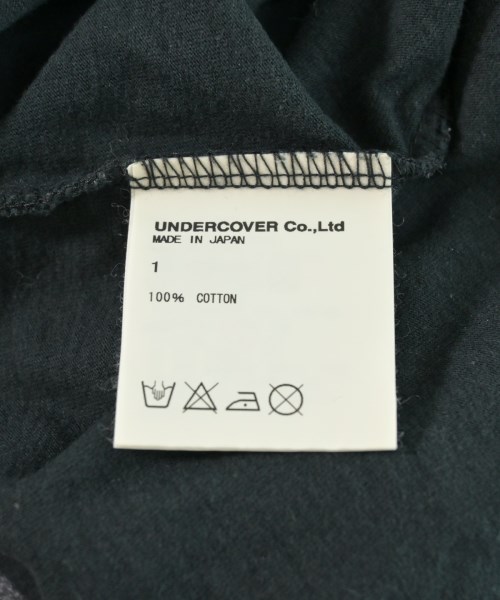 UNDERCOVER Co.,Ltd
MADE IN JAPAN
1
100% COTTON